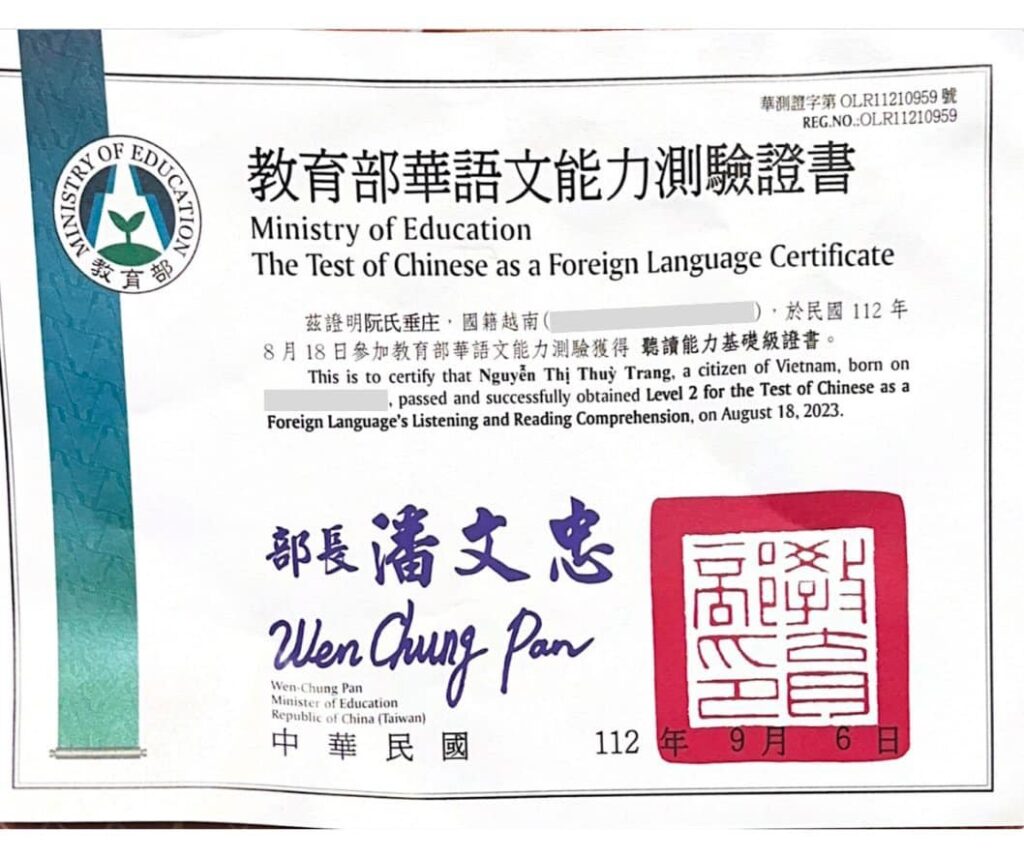 華測證字第 OLR11210959 號
REG.NO.:OLR11210959
MINISTRY OF EDUCATION
教育部
教育部華語文能力測驗證書
Ministry of Education
The Test of Chinese as a Foreign Language Certificate
茲證明阮氏垂庄，國籍越南( )，於民國 112 年
8 月 18 日參加教育部華語文能力測驗獲得 聽讀能力基礎級證書。
This is to certify that Nguyễn Thị Thuỳ Trang, a citizen of Vietnam, born on
, passed and successfully obtained Level 2 for the Test of Chinese as a
Foreign Language's Listening and Reading Comprehension, on August 18, 2023.
部長 潘文忠
Wen Chung Pan
Wen-Chung Pan
Minister of Education
Republic of China (Taiwan)
中 華 民 國 112 年 9 月 6 日
教育部印